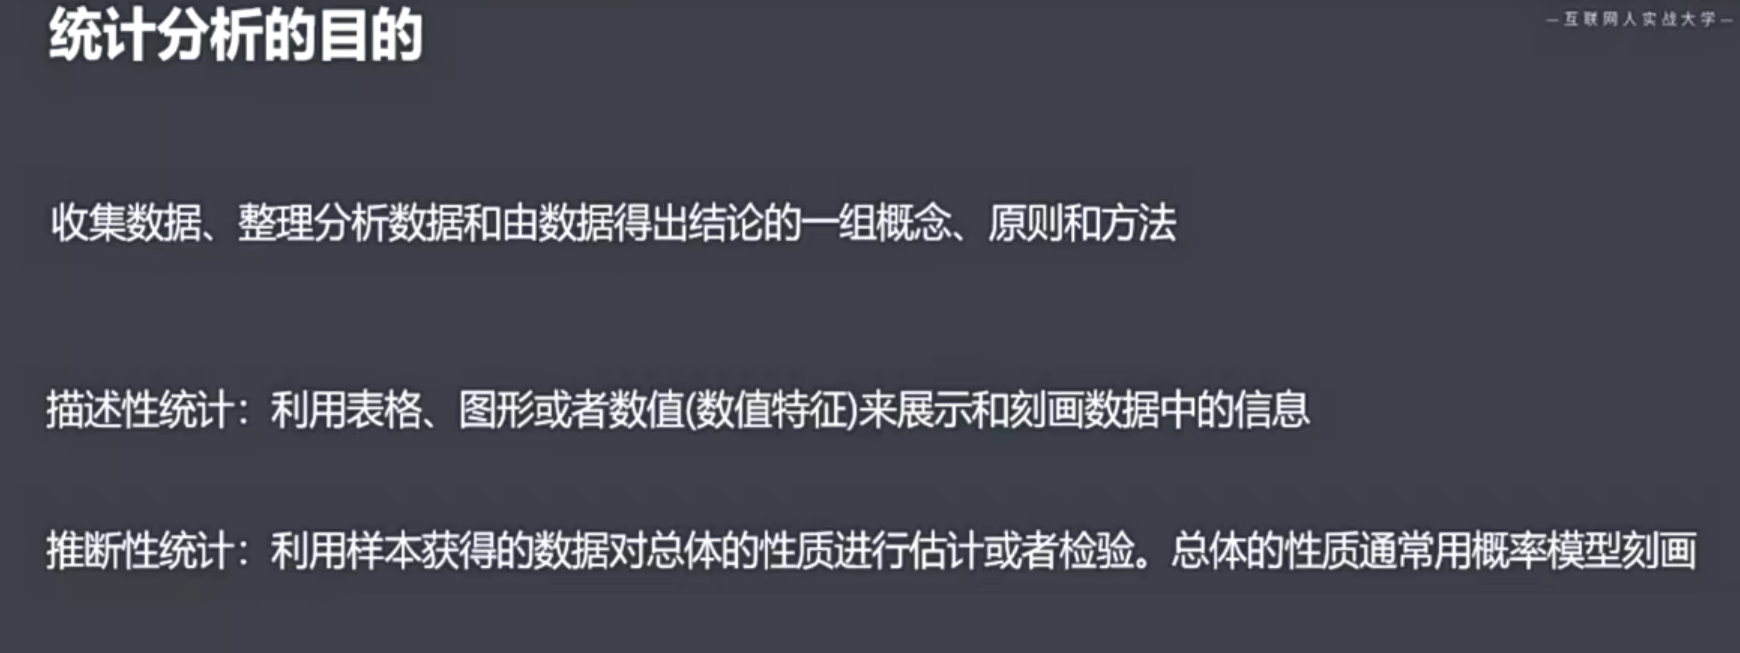 统计分析的目的
—互联网人实战大学—
收集数据、整理分析数据和由数据得出结论的一组概念、原则和方法
描述性统计：利用表格、图形或者数值(数值特征)来展示和刻画数据中的信息
推断性统计：利用样本获得的数据对总体的性质进行估计或者检验。总体的性质通常用概率模型刻画